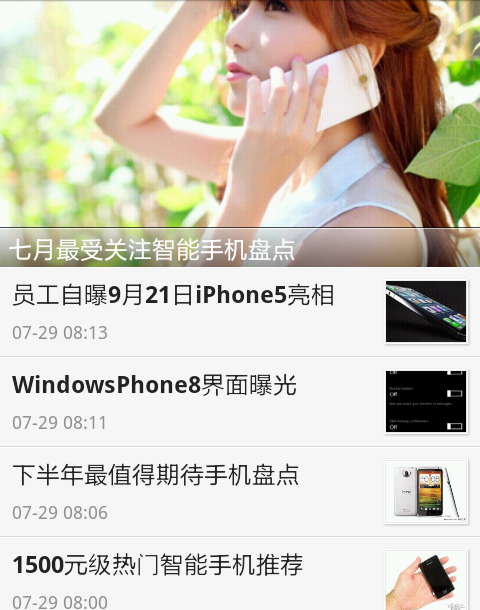 七月最受关注智能手机盘点
员工自曝9月21日iPhone5亮相
07-29 08:13
WindowsPhone8界面曝光
07-29 08:11
Off
Off
下半年最值得期待手机盘点
07-29 08:06
1500元级热门智能手机推荐
07-29 08:00